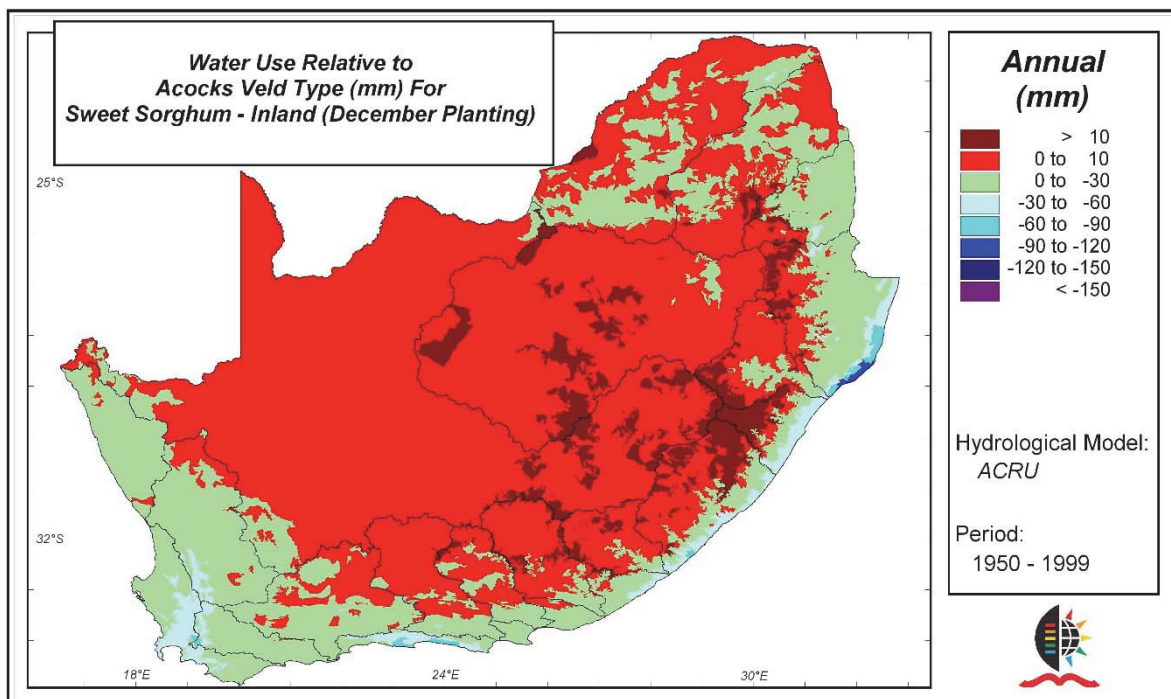 Water Use Relative to
Acocks Veld Type (mm) For
Sweet Sorghum - Inland (December Planting)
Annual
(mm)
> 10
0 to 10
0 to -30
-30 to -60
-60 to -90
-90 to -120
-120 to -150
< -150
Hydrological Model:
ACRU
Period:
1950 - 1999
25°S
32°S
18°E
24°E
30°E